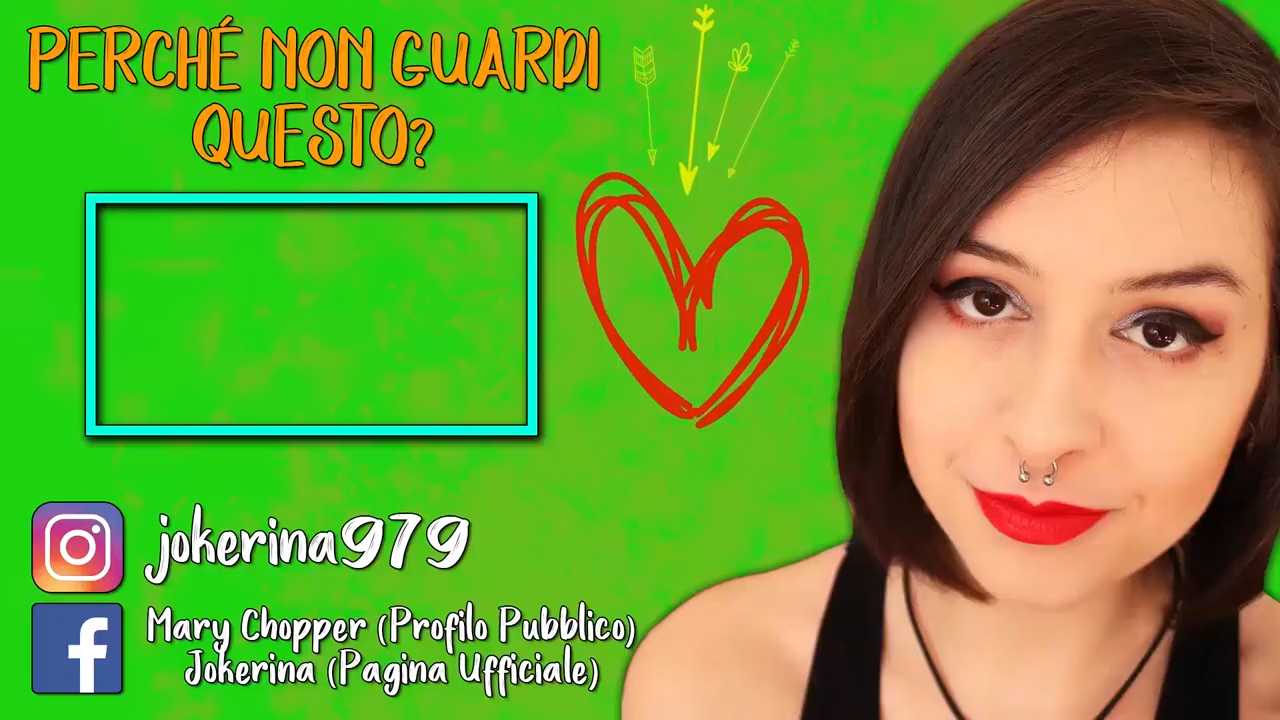 PERCHÉ NON GUARDI
QUESTO?
jokerina979
f
Mary Chopper (Profilo Pubblico)
Jokerina (Pagina Ufficiale)